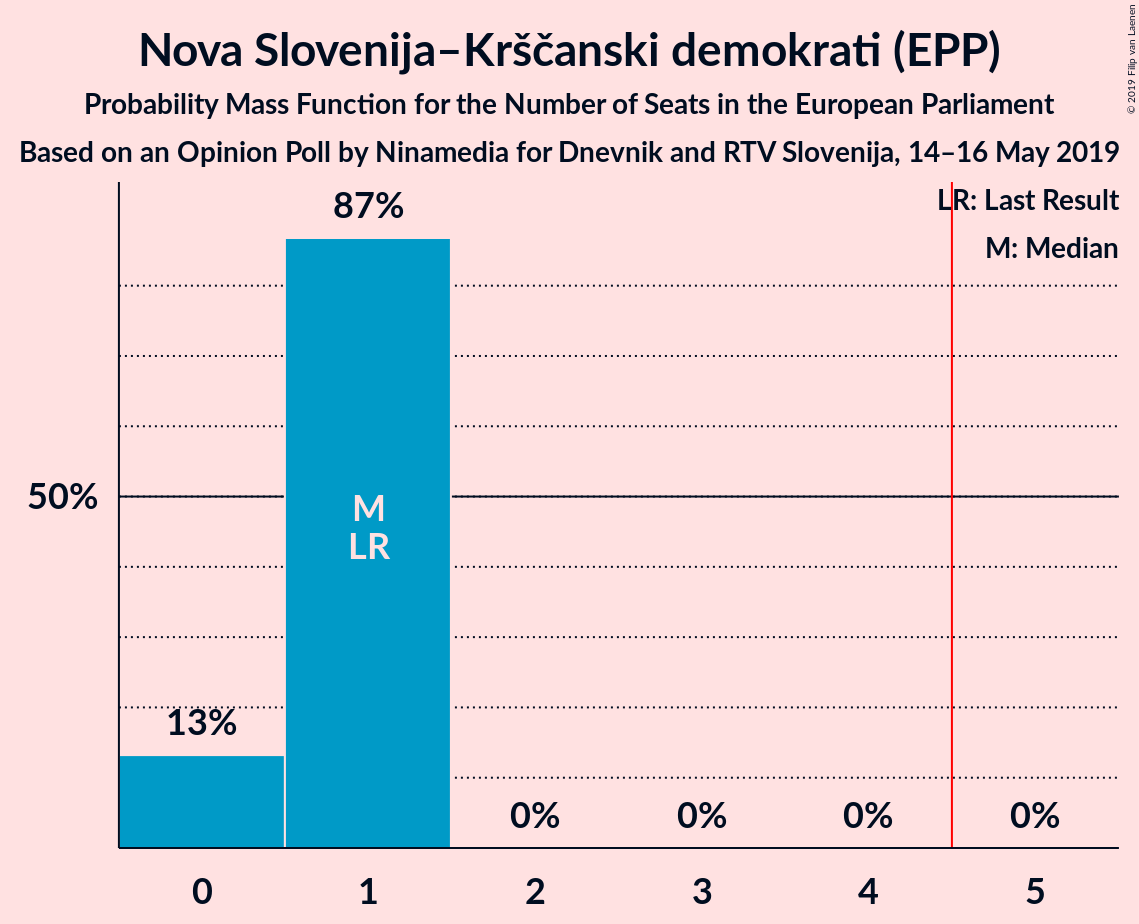 Nova Slovenija–Krščanski demokrati (EPP)
Probability Mass Function for the Number of Seats in the European Parliament
Based on an Opinion Poll by Ninamedia for Dnevnik and RTV Slovenija, 14–16 May 2019
© 2019 Filip van Laenen
LR: Last Result
M: Median
87%
50%
M
LR
13%
0%
0%
0%
0%
0
1
2
3
4
5